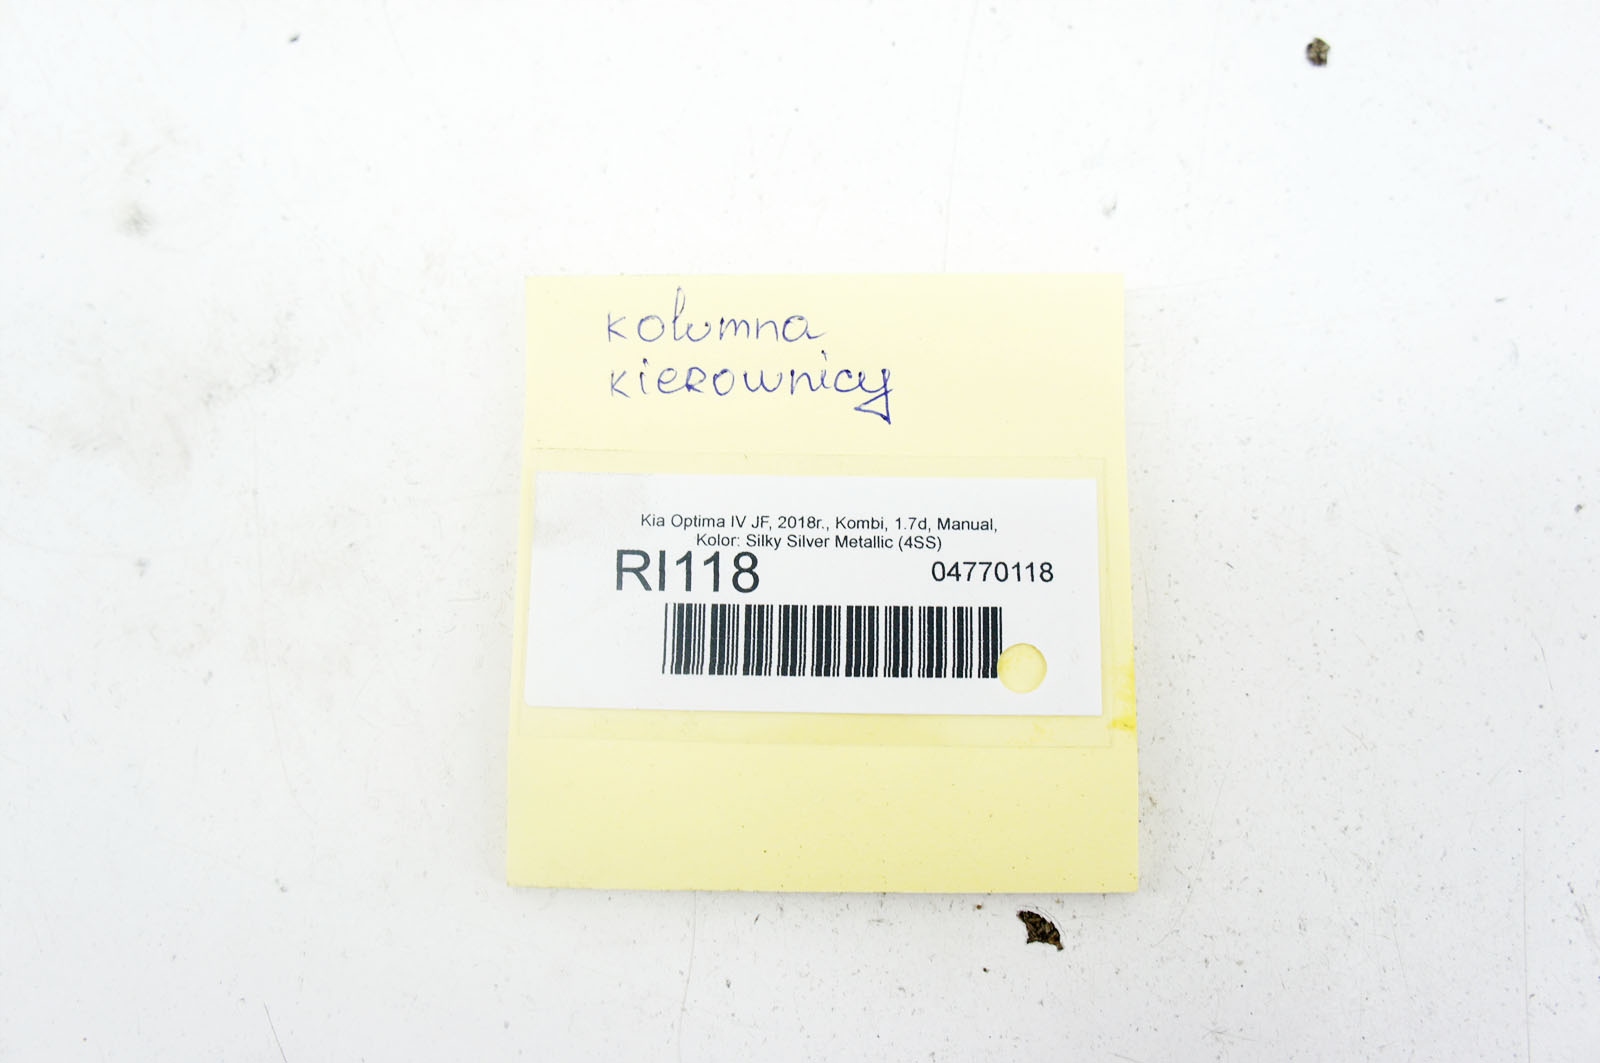 kolumna
kierownicy
Kia Optima IV JF, 2018r., Kombi, 1.7d, Manual,
Kolor: Silky Silver Metallic (4SS)
RI118 04770118